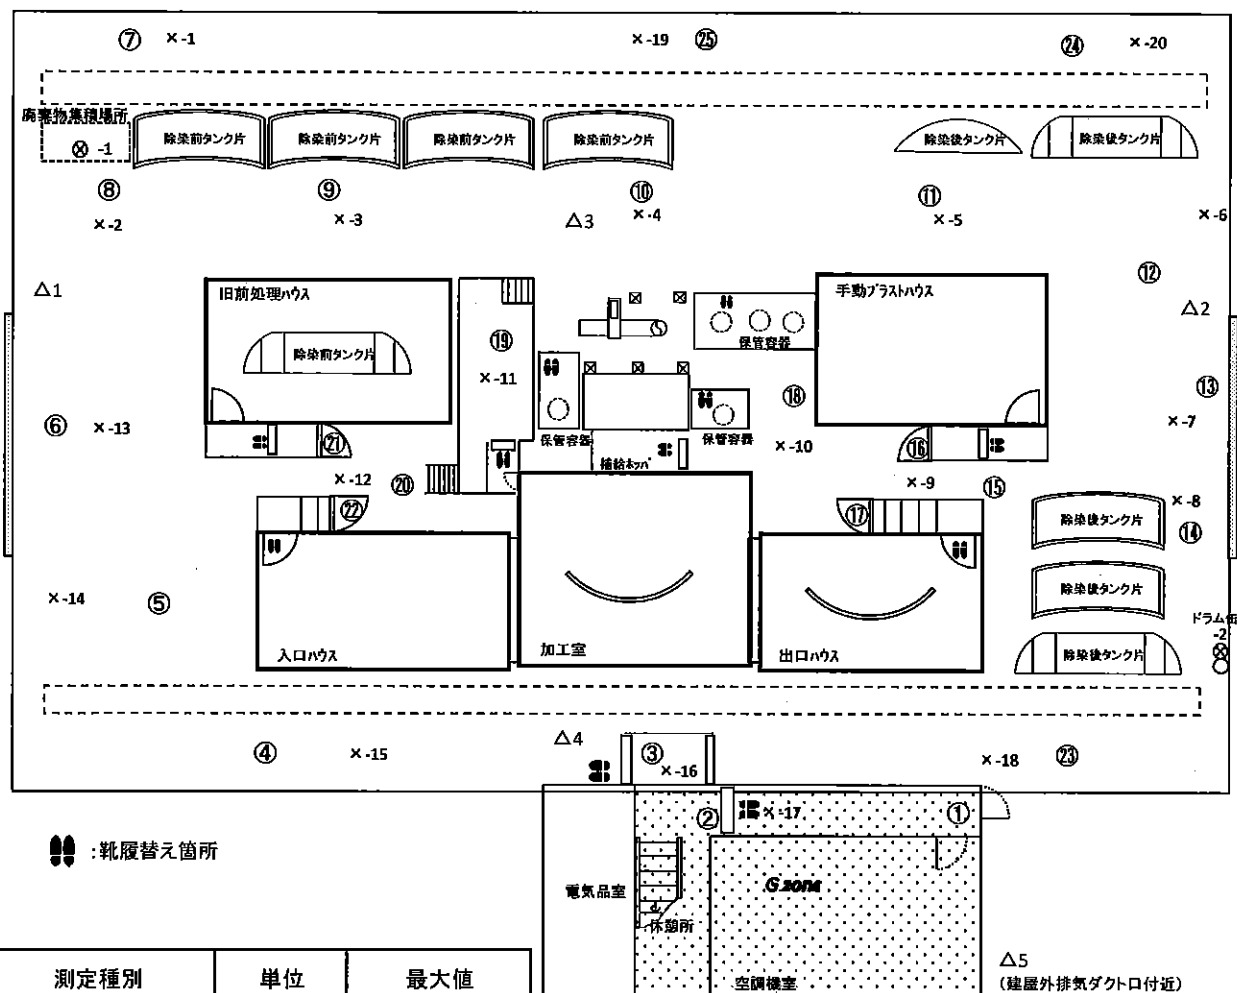 ⑦ ×-1 ×-19 ㉕ ㉔ ×-20
廃棄物集積場所
⊗ -1
除染前タンク片 除染前タンク片 除染前タンク片 除染前タンク片 除染後タンク片 除染後タンク片
⑧ ⑨ ⑩ ⑪
×-2 ×-3 △3 ×-4 ×-5 ×-6
⑫
△1 旧前処理ハウス 手動ブラストハウス △2
除染前タンク片 ⑲ 保管容器
×-11 ⑱ ⑬
⑥ ×-13 ㉑ 保管容器 保管容器 ×-10 ⑯ ×-7
補給ホッパ
×-12 ⑳ ×-9 ⑮ ×-8
㉒ ⑰ 除染後タンク片 ⑭
×-14 ⑤ 除染後タンク片
ドラム缶
-2
入口ハウス 加工室 出口ハウス 除染後タンク片
④ ×-15 △4 ③ ×-16 ×-18 ㉓
② ×-17 ①
:靴履替え箇所
電気品室 G zone
休憩所
測定種別 単位 最大値
空調機室
△5
(建屋外排気ダクト口付近)